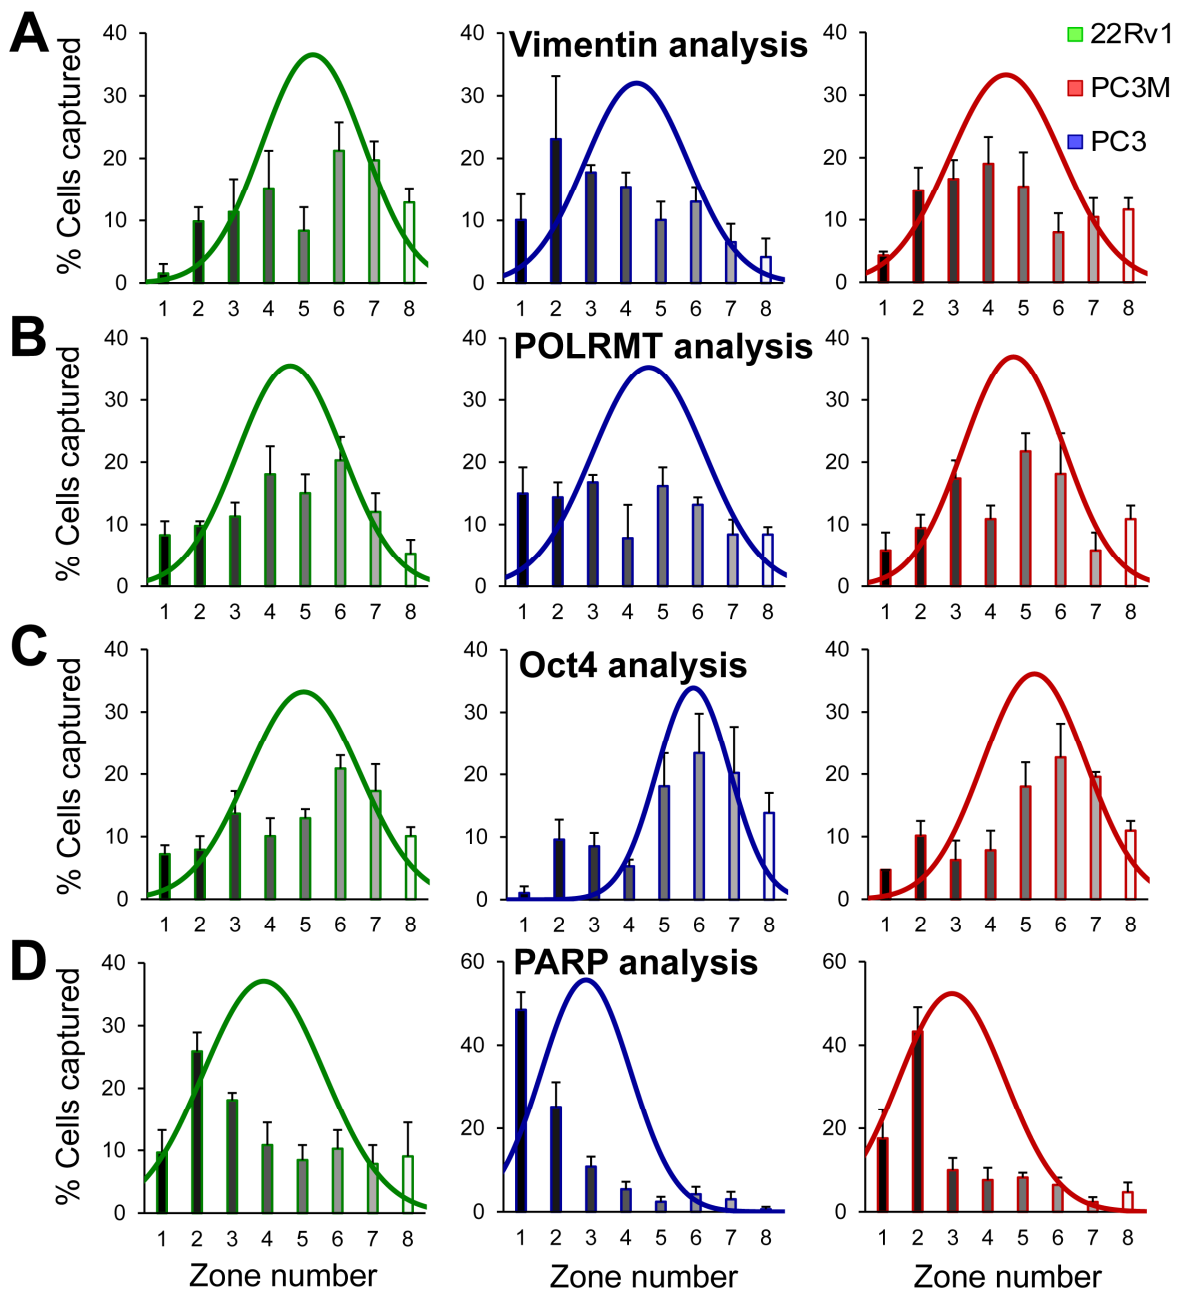 A
Vimentin analysis
22Rv1
PC3M
PC3
% Cells captured
40 30 20 10 0
1 2 3 4 5 6 7 8
40 30 20 10 0
1 2 3 4 5 6 7 8
40 30 20 10 0
1 2 3 4 5 6 7 8
B
POLRMT analysis
% Cells captured
40 30 20 10 0
1 2 3 4 5 6 7 8
40 30 20 10 0
1 2 3 4 5 6 7 8
40 30 20 10 0
1 2 3 4 5 6 7 8
C
Oct4 analysis
% Cells captured
40 30 20 10 0
1 2 3 4 5 6 7 8
40 30 20 10 0
1 2 3 4 5 6 7 8
40 30 20 10 0
1 2 3 4 5 6 7 8
D
PARP analysis
% Cells captured
40 30 20 10 0
1 2 3 4 5 6 7 8
60 40 20 0
1 2 3 4 5 6 7 8
60 40 20 0
1 2 3 4 5 6 7 8
Zone number
Zone number
Zone number